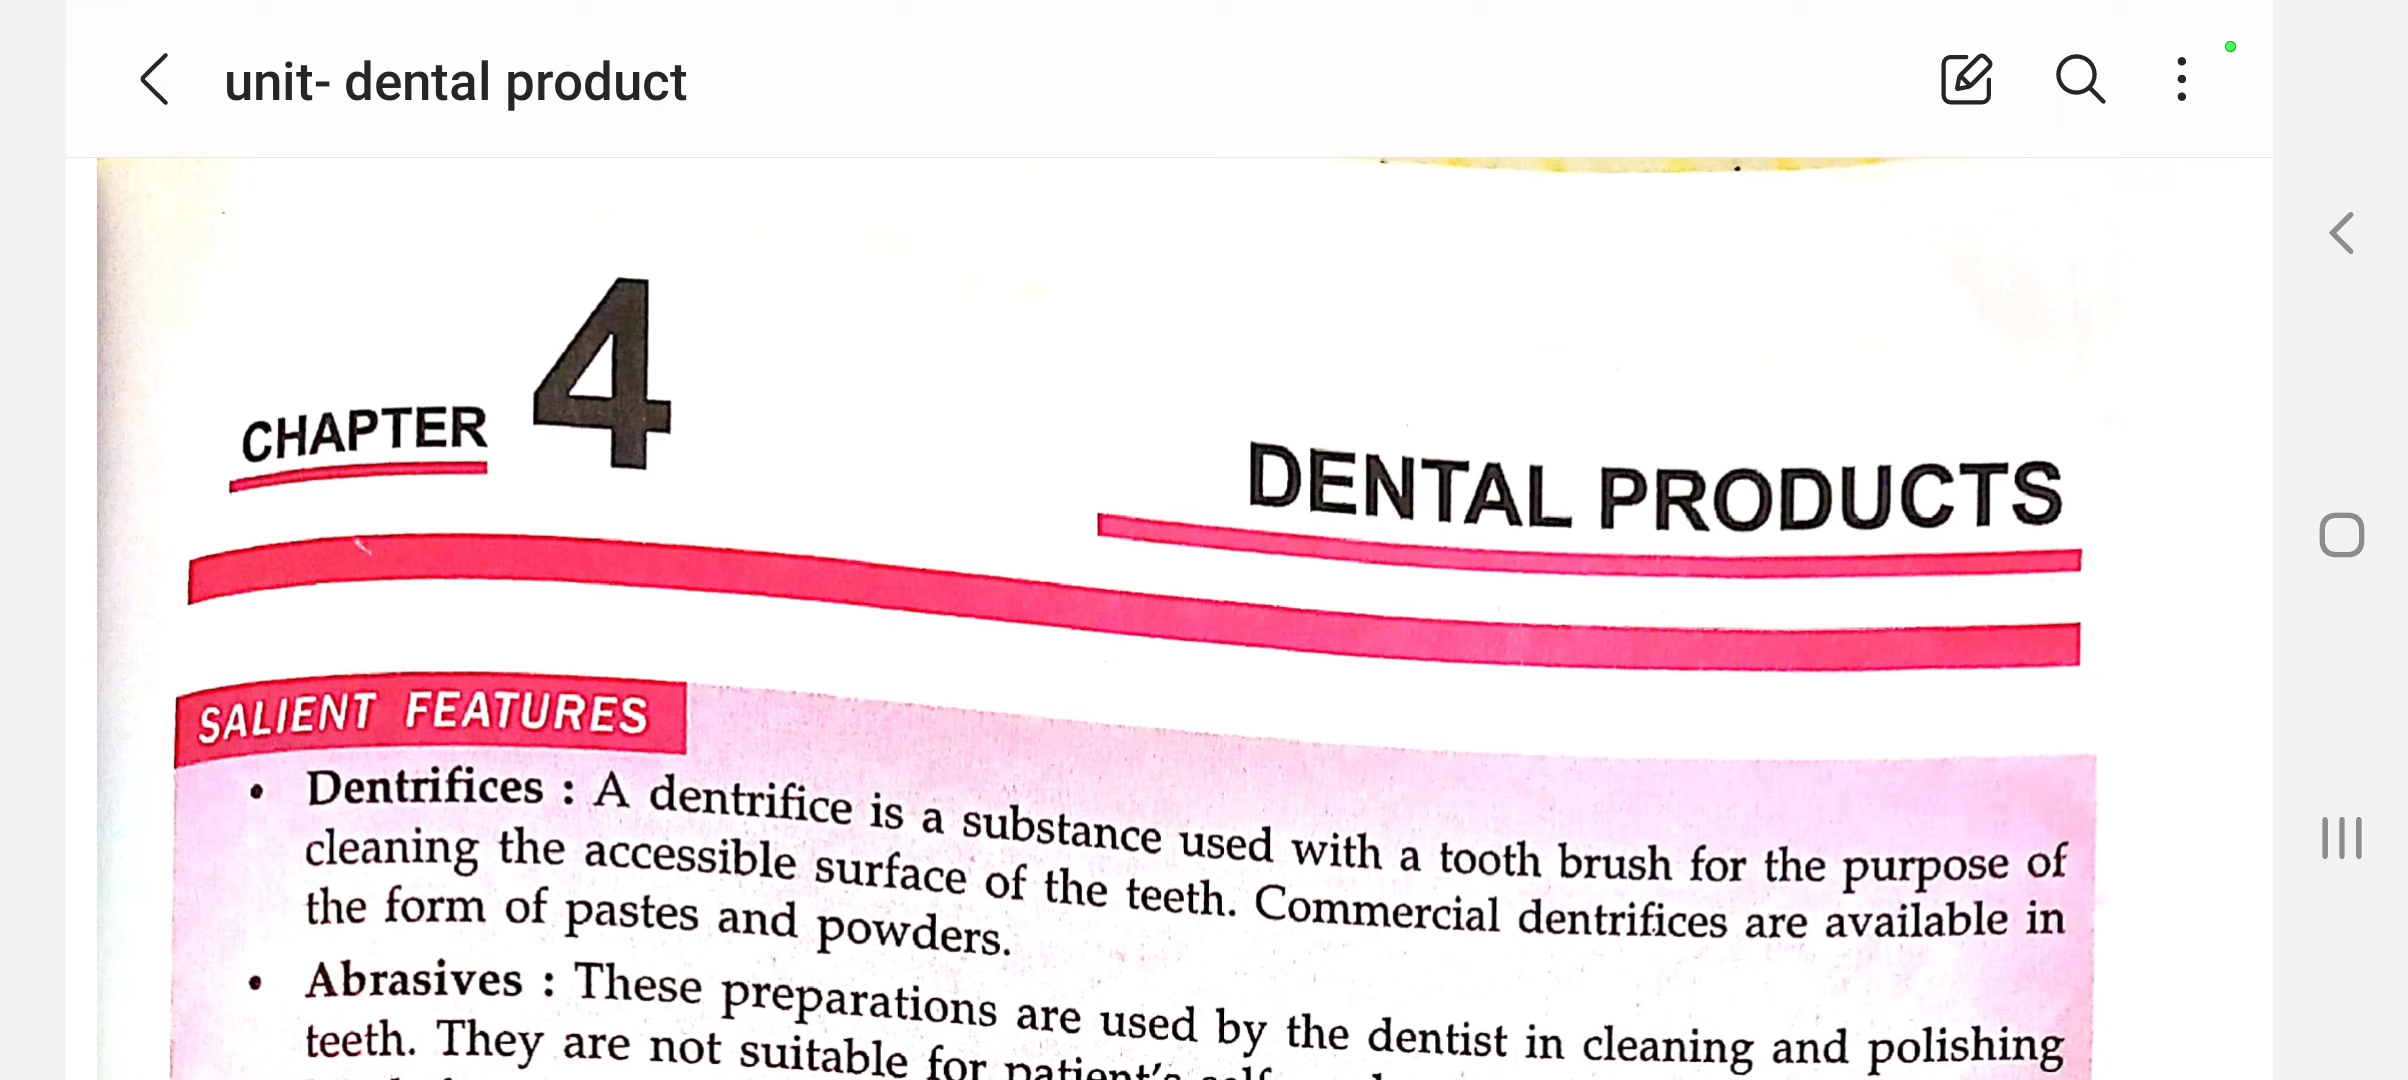 unit- dental product
CHAPTER 4
DENTAL PRODUCTS
SALIENT FEATURES
• Dentrifices : A dentrifice is a substance used with a tooth brush for the purpose of
cleaning the accessible surface of the teeth. Commercial dentrifices are available in
the form of pastes and powders.
• Abrasives : These preparations are used by the dentist in cleaning and polishing
teeth. They are not suitable for patient's self